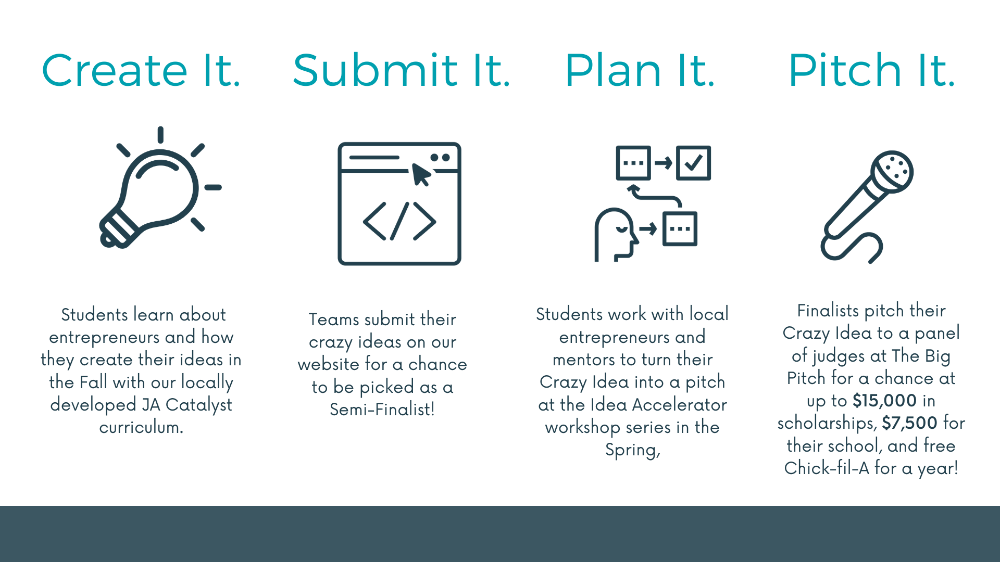 Create It.
Students learn about
entrepreneurs and how
they create their ideas in
the Fall with our locally
developed JA Catalyst
curriculum.
Submit It.
Teams submit their
crazy ideas on our
website for a chance
to be picked as a
Semi-Finalist!
Plan It.
Students work with local
entrepreneurs and
mentors to turn their
Crazy Idea into a pitch
at the Idea Accelerator
workshop series in the
Spring,
Pitch It.
Finalists pitch their
Crazy Idea to a panel
of judges at The Big
Pitch for a chance at
up to $15,000 in
scholarships, $7,500 for
their school, and free
Chick-fil-A for a year!